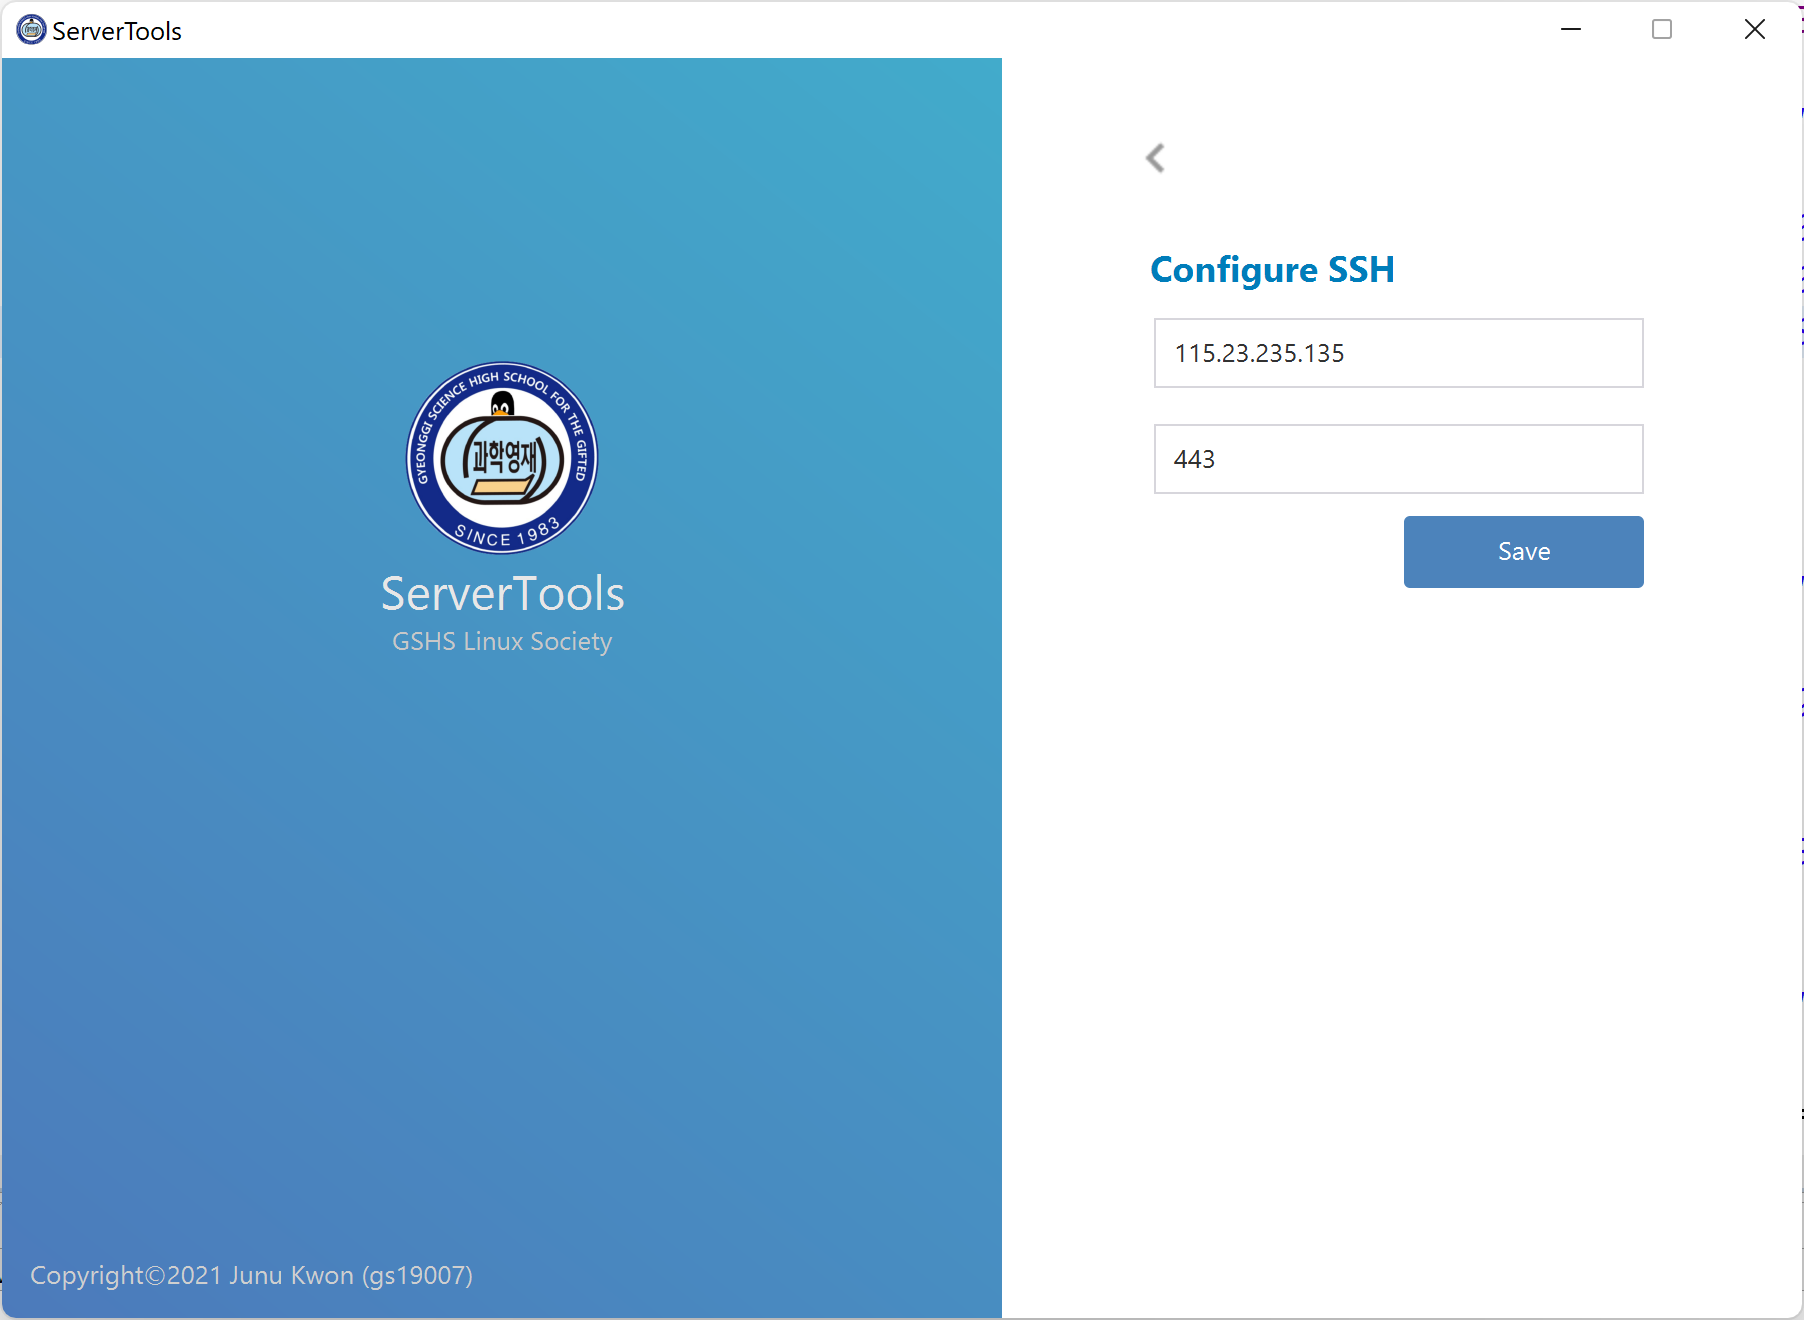 ServerTools
GYEONGGI SCIENCE HIGH SCHOOL FOR THE GIFTED
과학영재
SINCE 1983
ServerTools
GSHS Linux Society
Copyright©2021 Junu Kwon (gs19007)
Configure SSH
115.23.235.135
443
Save